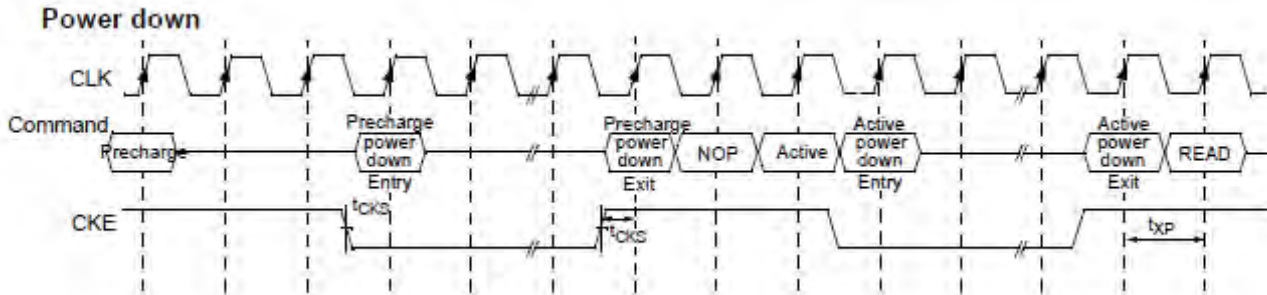 Power down
CLK
Command
Precharge
Precharge
power
down
Entry
Precharge
power
down
Exit
NOP
Active
Active
power
down
Entry
Active
power
down
Exit
READ
CKE
tCKS
tCKS
tXP